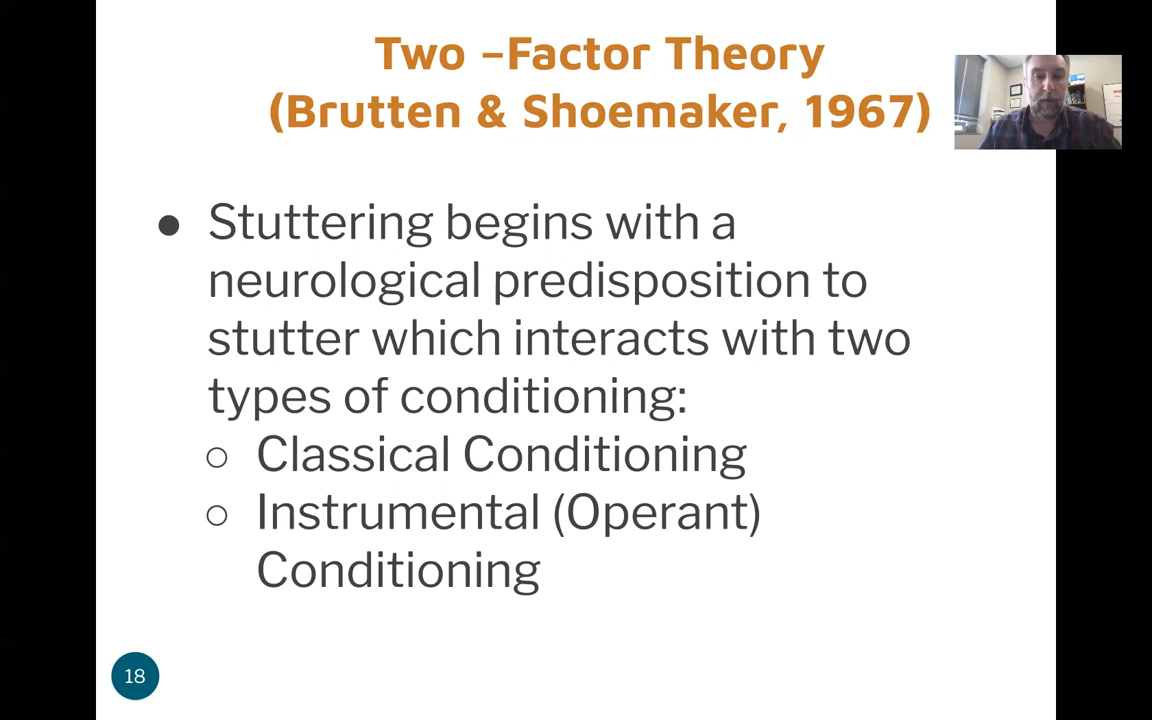 Two –Factor Theory
(Brutten & Shoemaker, 1967)
● Stuttering begins with a
neurological predisposition to
stutter which interacts with two
types of conditioning:
○ Classical Conditioning
○ Instrumental (Operant)
Conditioning
18